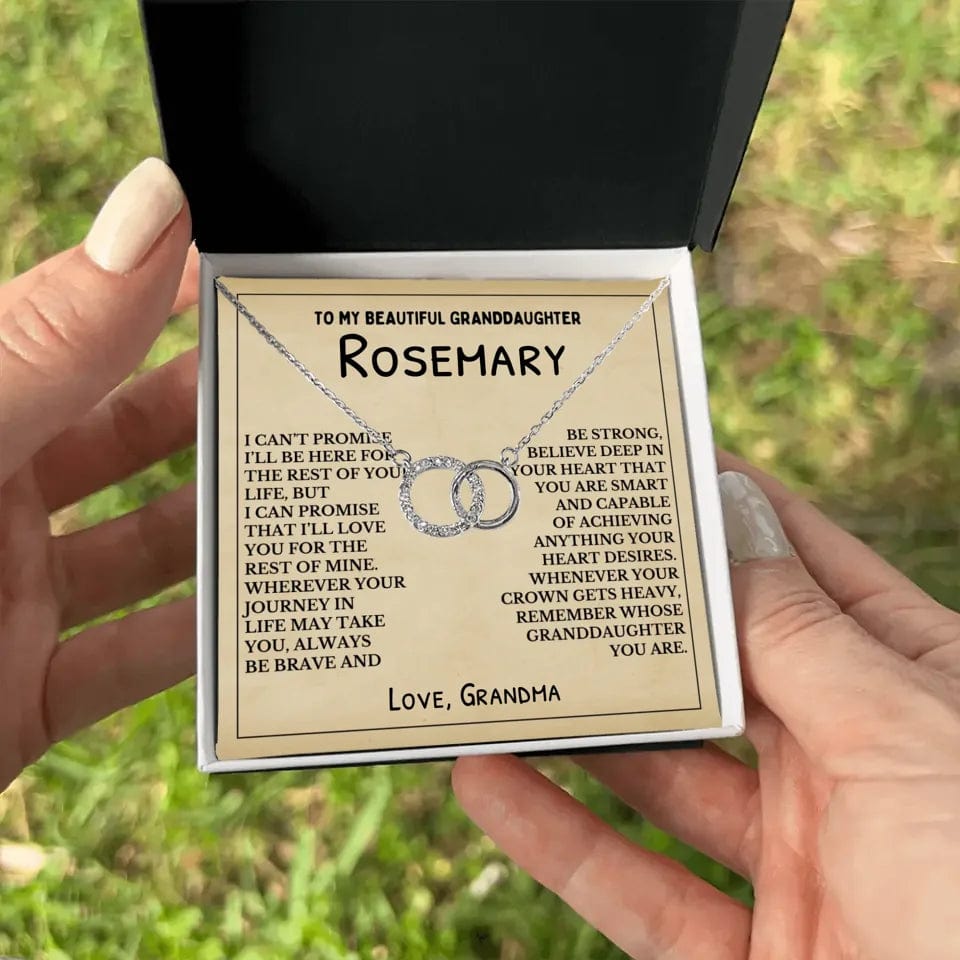 TO MY BEAUTIFUL GRANDDAUGHTER
ROSEMARY
I CAN'T PROMISE
I'LL BE HERE FOR
THE REST OF YOUR
LIFE, BUT
I CAN PROMISE
THAT I'LL LOVE
YOU FOR THE
REST OF MINE.
WHEREVER YOUR
JOURNEY IN
LIFE MAY TAKE
YOU, ALWAYS
BE BRAVE AND
BE STRONG,
BELIEVE DEEP IN
YOUR HEART THAT
YOU ARE SMART
AND CAPABLE
OF ACHIEVING
ANYTHING YOUR
HEART DESIRES.
WHENEVER YOUR
CROWN GETS HEAVY,
REMEMBER WHOSE
GRANDDAUGHTER
YOU ARE.
LOVE, GRANDMA